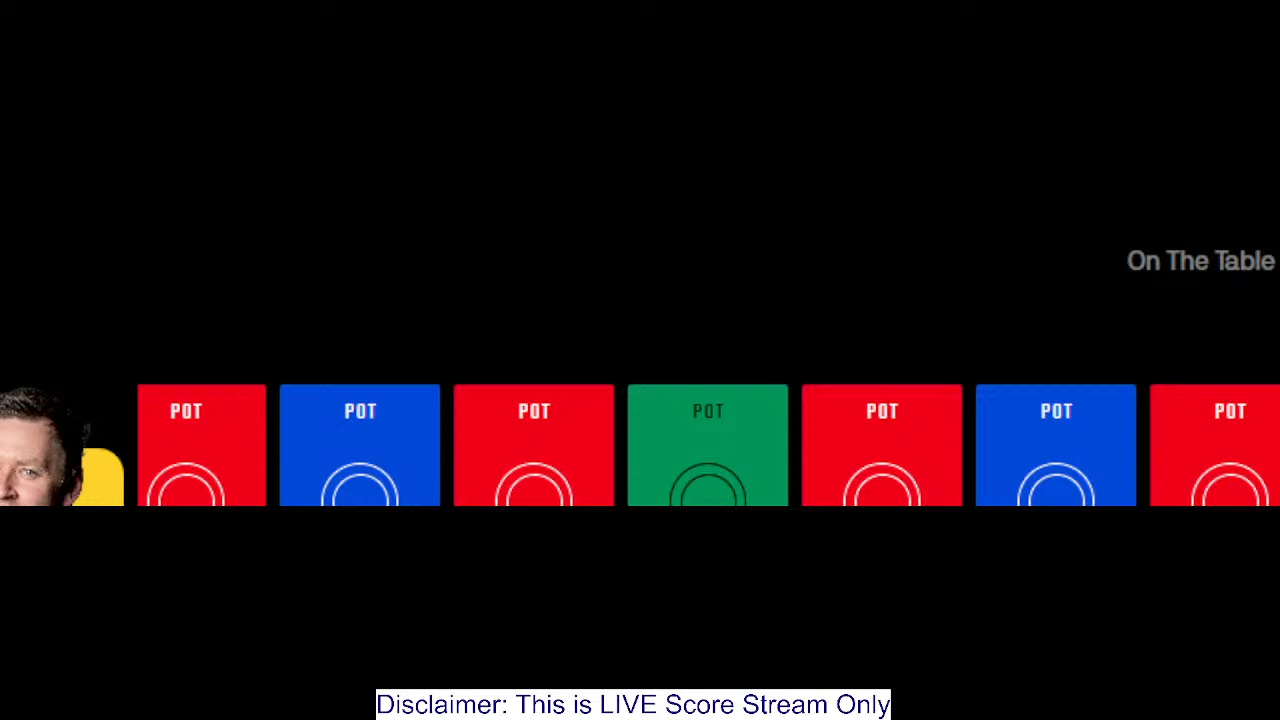 On The Table
POT POT POT POT POT POT POT
Disclaimer: This is LIVE Score Stream Only